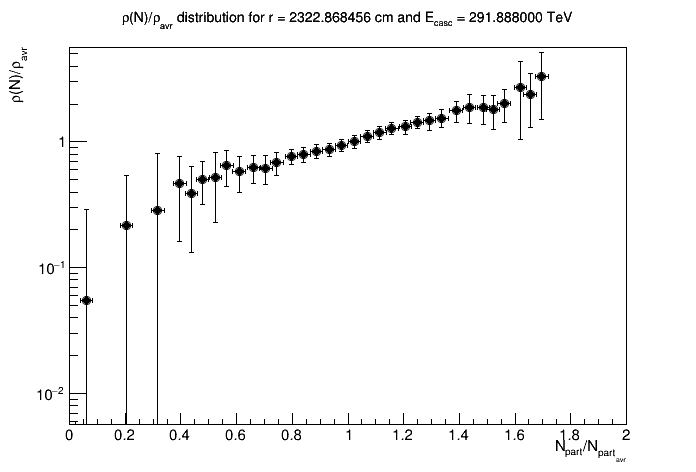 ρ(N)/ρavr distribution for r = 2322.868456 cm and Ecasc = 291.888000 TeV
ρ(N)/ρavr
1
10−1
10−2
0 0.2 0.4 0.6 0.8 1 1.2 1.4 1.6 1.8 2
Npart/Npartavr